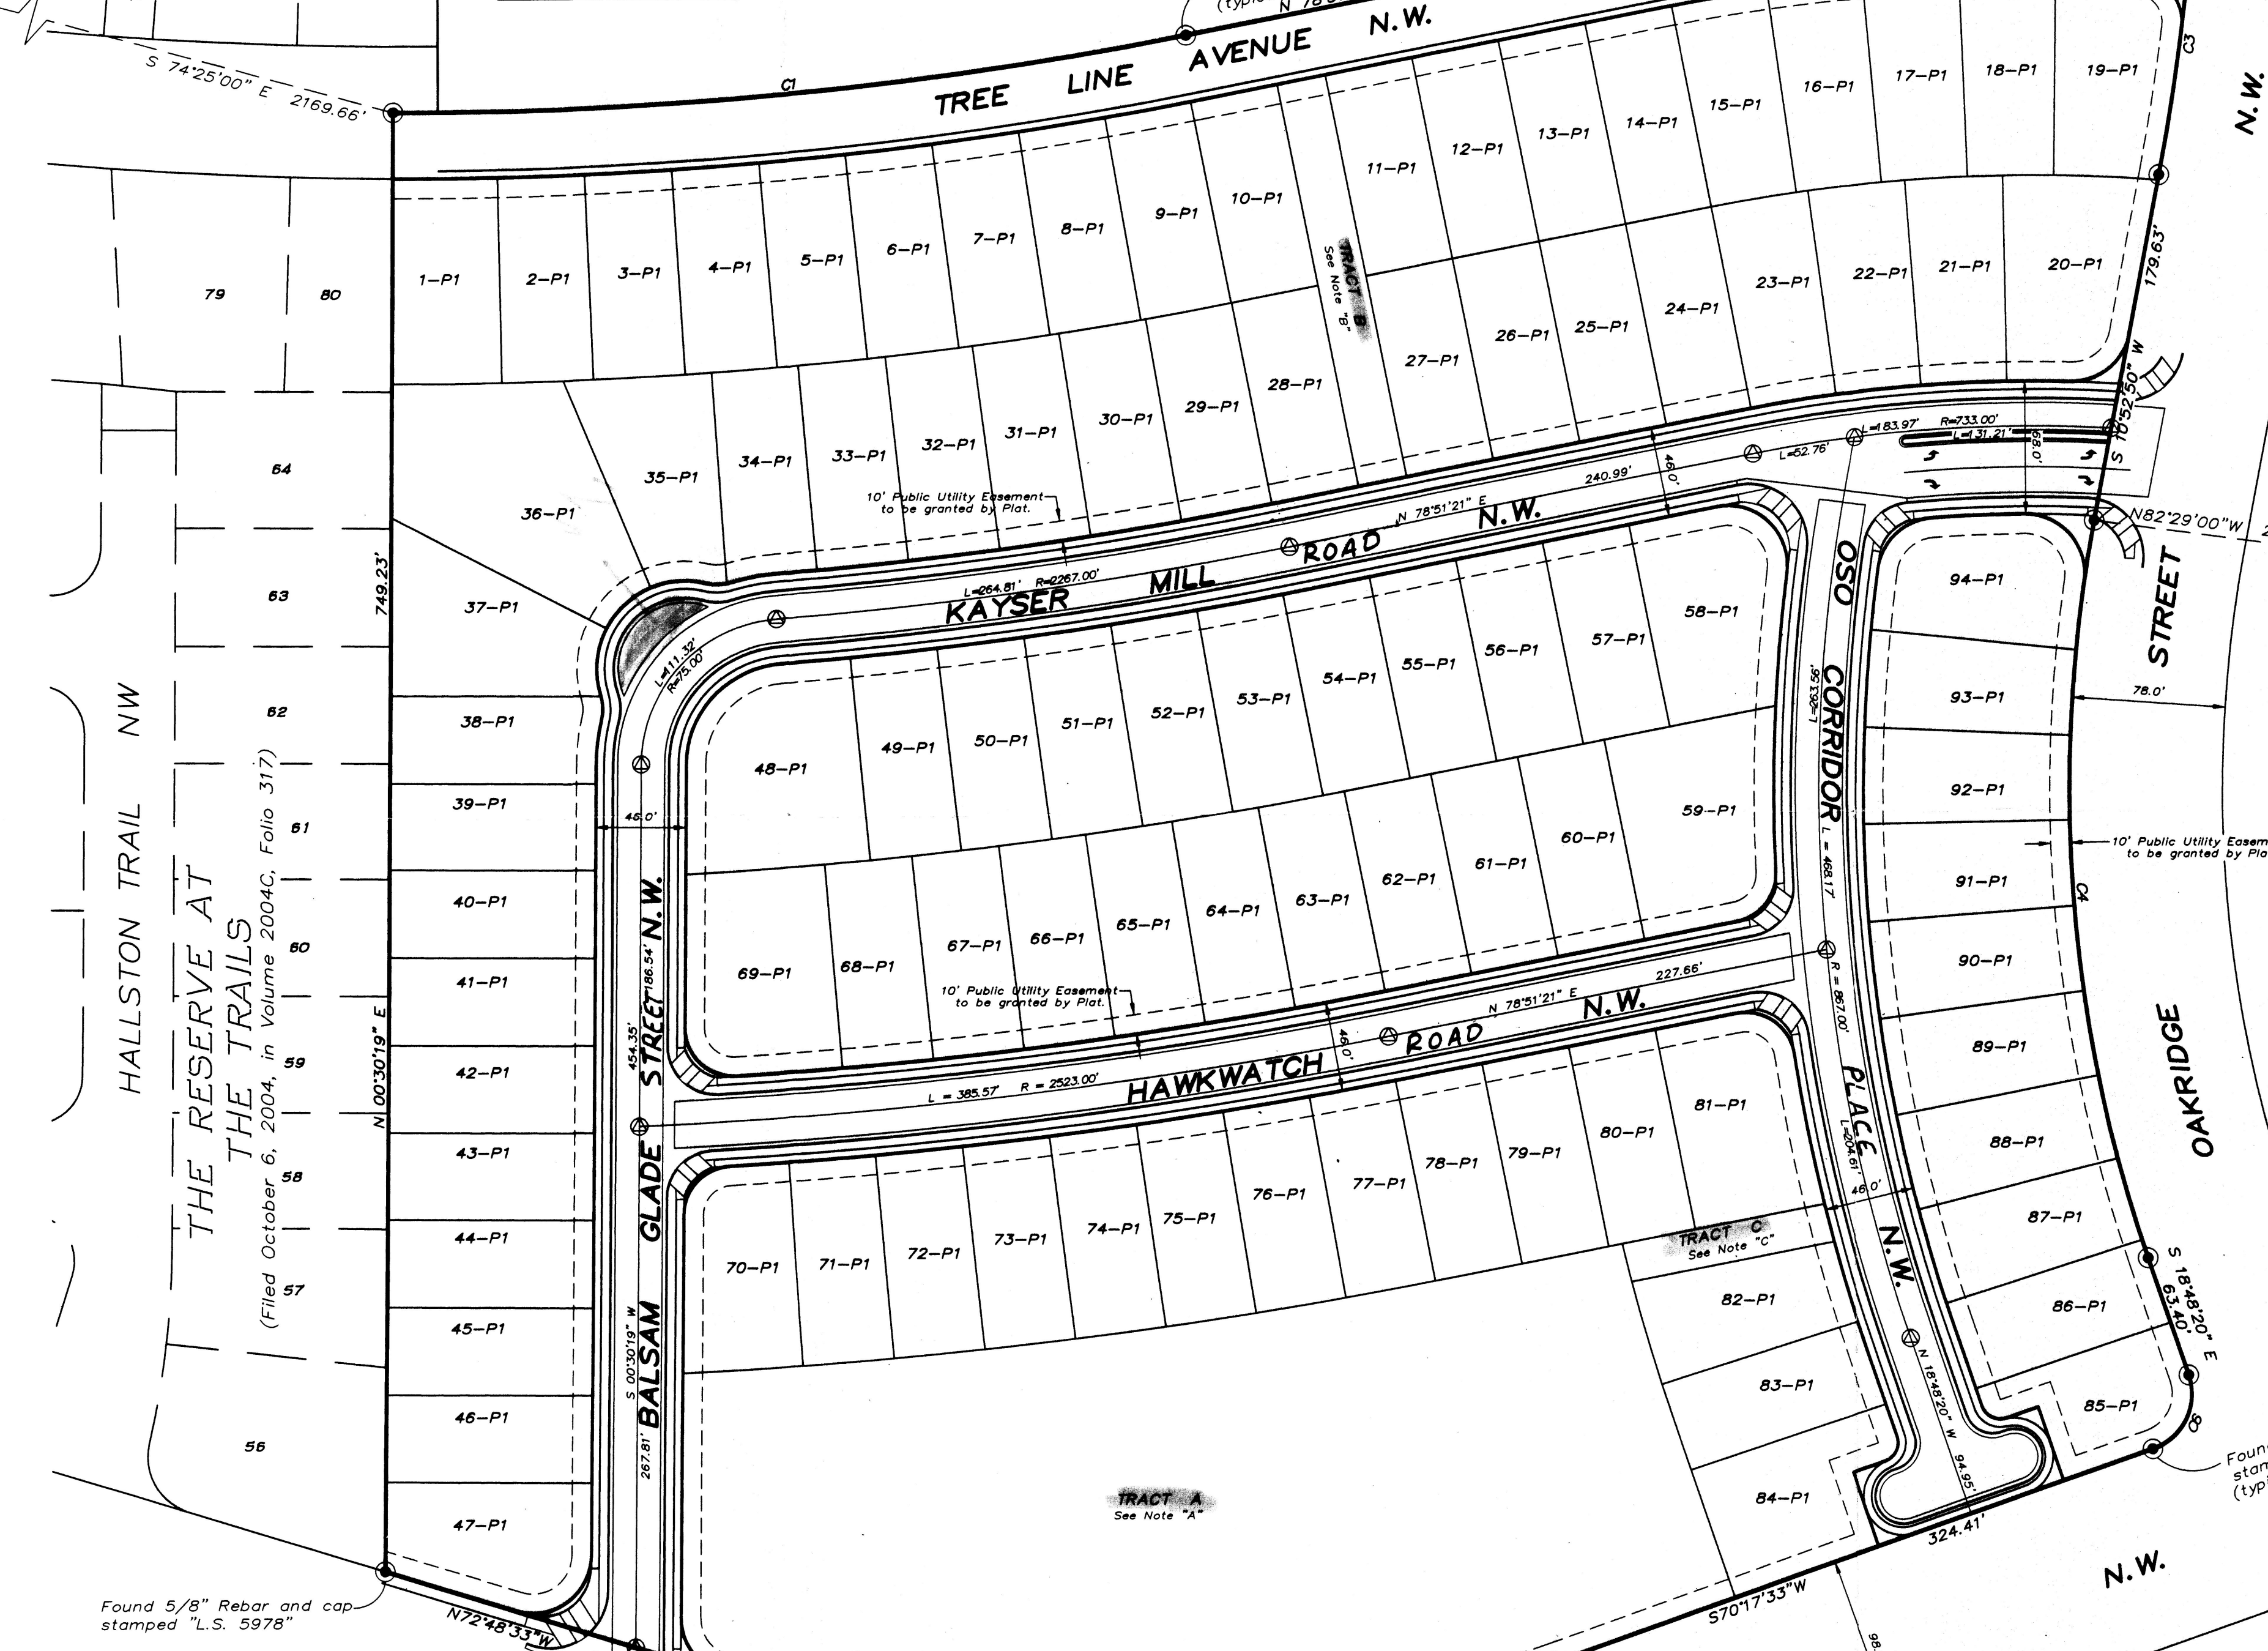 (typic
N 78°5
S 74°25'00" E 2169.66'
C1
TREE LINE AVENUE N.W.
C3
N.W.
1-P1
2-P1
3-P1
4-P1
5-P1
6-P1
7-P1
8-P1
9-P1
10-P1
11-P1
12-P1
13-P1
14-P1
15-P1
16-P1
17-P1
18-P1
19-P1
79
80
TRACT B
See Note "B"
20-P1
21-P1
22-P1
23-P1
24-P1
25-P1
26-P1
27-P1
28-P1
29-P1
30-P1
31-P1
32-P1
33-P1
34-P1
35-P1
36-P1
37-P1
179.63'
S 10°52'50" W
64
63
62
61
60
59
58
57
56
749.23'
N 00°30'19" E
HALLSTON TRAIL NW
THE RESERVE AT
THE TRAILS
(Filed October 6, 2004, in Volume 2004C, Folio 317)
10' Public Utility Easement
to be granted by Plat.
L=183.97' R=733.00'
L=131.21'
L=52.76'
68.0'
46.0'
240.99'
N 78°51'21" E
KAYSER MILL ROAD N.W.
L=264.81' R=2267.00'
L=111.32'
R=75.00'
N82°29'00"W
STREET
78.0'
OAKRIDGE
38-P1
39-P1
40-P1
41-P1
42-P1
43-P1
44-P1
45-P1
46-P1
47-P1
46.0'
48-P1
49-P1
50-P1
51-P1
52-P1
53-P1
54-P1
55-P1
56-P1
57-P1
58-P1
59-P1
60-P1
61-P1
62-P1
63-P1
64-P1
65-P1
66-P1
67-P1
68-P1
69-P1
OSO CORRIDOR PLACE N.W.
L=263.56'
L = 468.17'
R = 867.00'
L=204.61'
46.0'
94-P1
93-P1
92-P1
91-P1
90-P1
89-P1
88-P1
87-P1
86-P1
85-P1
10' Public Utility Easem
to be granted by Pla
C4
10' Public Utility Easement
to be granted by Plat.
227.66'
N 78°51'21" E
HAWKWATCH ROAD N.W.
L = 385.57' R = 2523.00'
46.0'
BALSAM GLADE STREET N.W.
186.54'
454.35'
S 00°30'19" W
267.81'
70-P1
71-P1
72-P1
73-P1
74-P1
75-P1
76-P1
77-P1
78-P1
79-P1
80-P1
81-P1
TRACT C
See Note "C"
82-P1
83-P1
84-P1
N 18°48'20" W 94.95'
S 18°48'20" E
63.40'
C6
Foun
stam
(typ
TRACT A
See Note "A"
324.41'
S70°17'33"W
98.
N.W.
Found 5/8" Rebar and cap
stamped "L.S. 5978"
N72°48'33"W